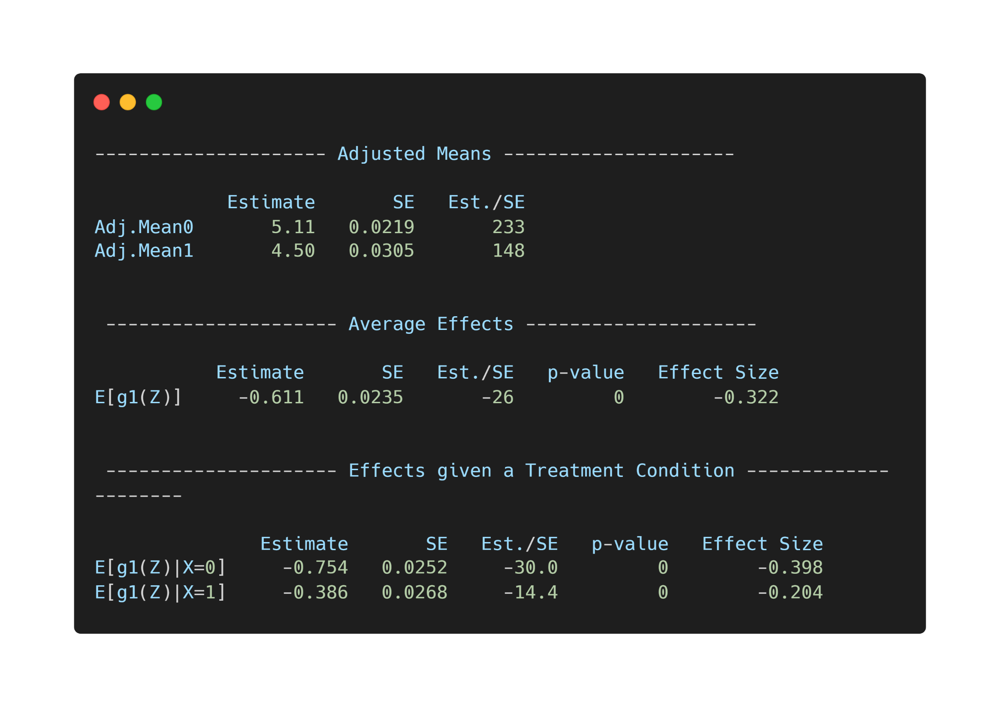 --------------------- Adjusted Means ---------------------
            Estimate       SE   Est./SE
Adj.Mean0       5.11   0.0219       233
Adj.Mean1       4.50   0.0305       148
 --------------------- Average Effects ---------------------
           Estimate       SE   Est./SE   p-value   Effect Size
E[g1(Z)]     -0.611   0.0235       -26         0        -0.322
 --------------------- Effects given a Treatment Condition -------------
--------
               Estimate       SE   Est./SE   p-value   Effect Size
E[g1(Z)|X=0]     -0.754   0.0252     -30.0         0        -0.398
E[g1(Z)|X=1]     -0.386   0.0268     -14.4         0        -0.204